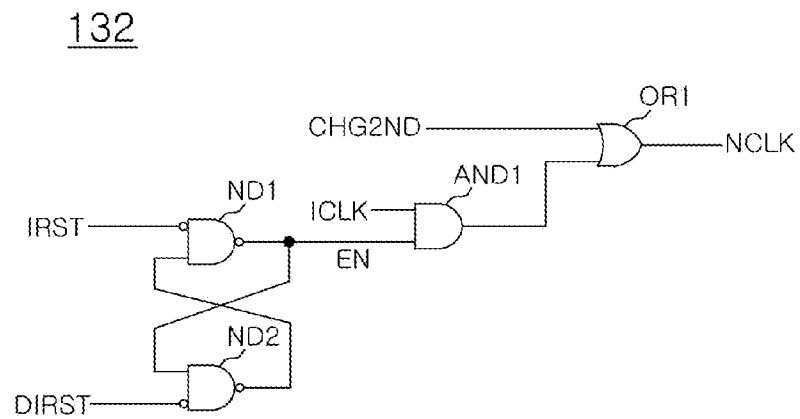 132
OR1
CHG2ND
NCLK
AND1
ND1
ICLK
IRST
EN
ND2
DIRST